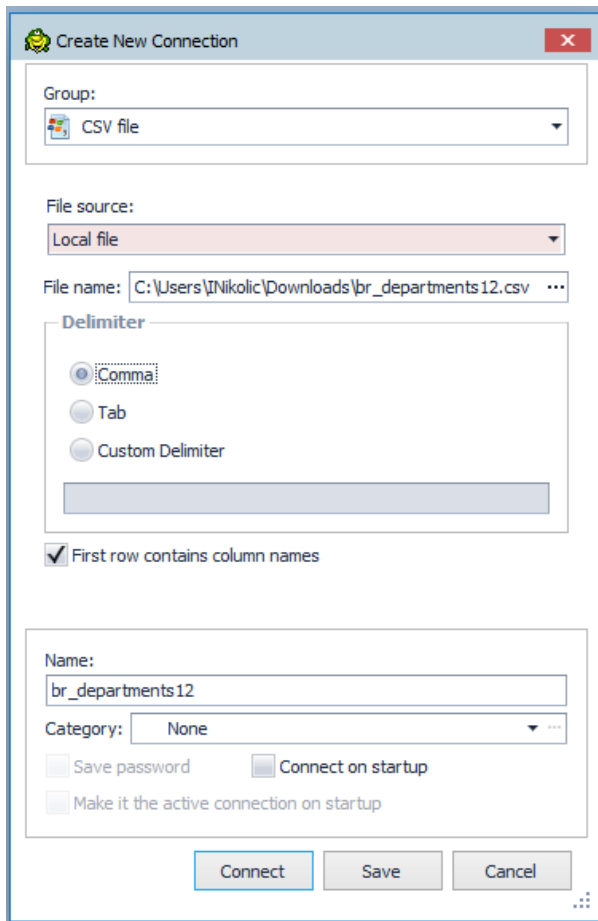 Create New Connection
Group:
CSV file
File source:
Local file
File name: C:\Users\INikolic\Downloads\br_departments12.csv ...
Delimiter
Comma
Tab
Custom Delimiter
First row contains column names
Name:
br_departments12
Category: None ...
Save password Connect on startup
Make it the active connection on startup
Connect Save Cancel